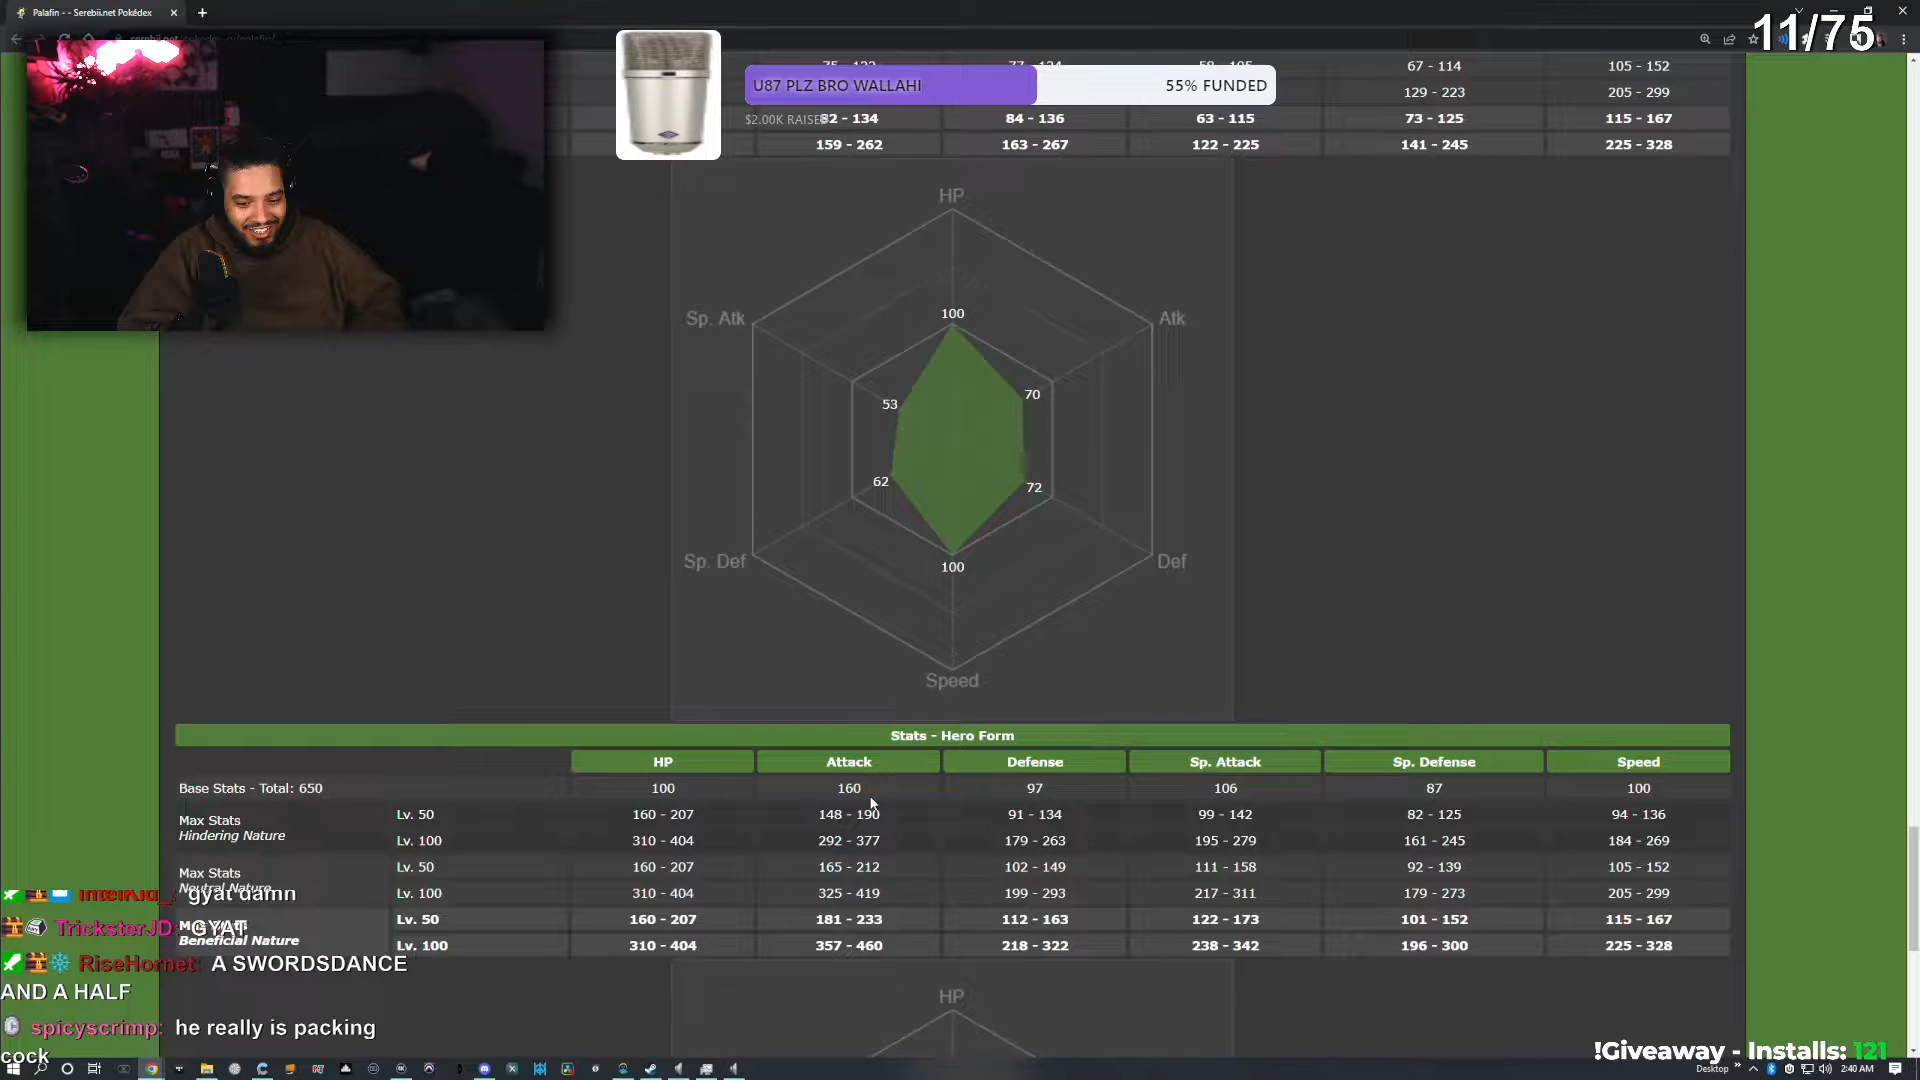 Palafin - - Serebii.net Pokédex
11/75
67 - 114 105 - 152
U87 PLZ BRO WALLAHI 55% FUNDED
129 - 223 205 - 299
$2.00K RAISED 82 - 134 84 - 136 63 - 115 73 - 125 115 - 167
159 - 262 163 - 267 122 - 225 141 - 245 225 - 328
HP
100
Sp. Atk Atk
53 70
62 72
Sp. Def Def
100
Speed
Stats - Hero Form
HP Attack Defense Sp. Attack Sp. Defense Speed
Base Stats - Total: 650 100 160 97 106 87 100
Max Stats
Hindering Nature
Lv. 50 160 - 207 148 - 190 91 - 134 99 - 142 82 - 125 94 - 136
Lv. 100 310 - 404 292 - 377 179 - 263 195 - 279 161 - 245 184 - 269
Max Stats
Neutral Nature
Lv. 50 160 - 207 165 - 212 102 - 149 111 - 158 92 - 139 105 - 152
Lv. 100 310 - 404 325 - 419 199 - 293 217 - 311 179 - 273 205 - 299
Beneficial Nature
Lv. 50 160 - 207 181 - 233 112 - 163 122 - 173 101 - 152 115 - 167
Lv. 100 310 - 404 357 - 460 218 - 322 238 - 342 196 - 300 225 - 328
HP
gyat damn
TricksterJD: GYAT
RiseHornet: A SWORDSDANCE
AND A HALF
spicyscrimp: he really is packing
cock
!Giveaway - Installs: 121
Desktop 2:40 AM